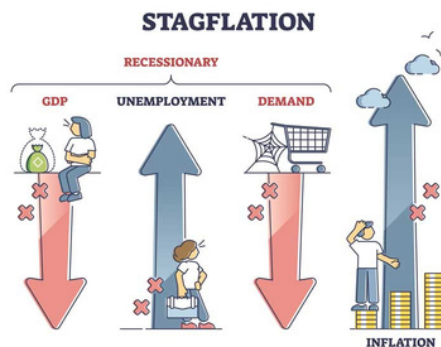 STAGFLATION
RECESSIONARY
GDP
UNEMPLOYMENT
DEMAND
INFLATION